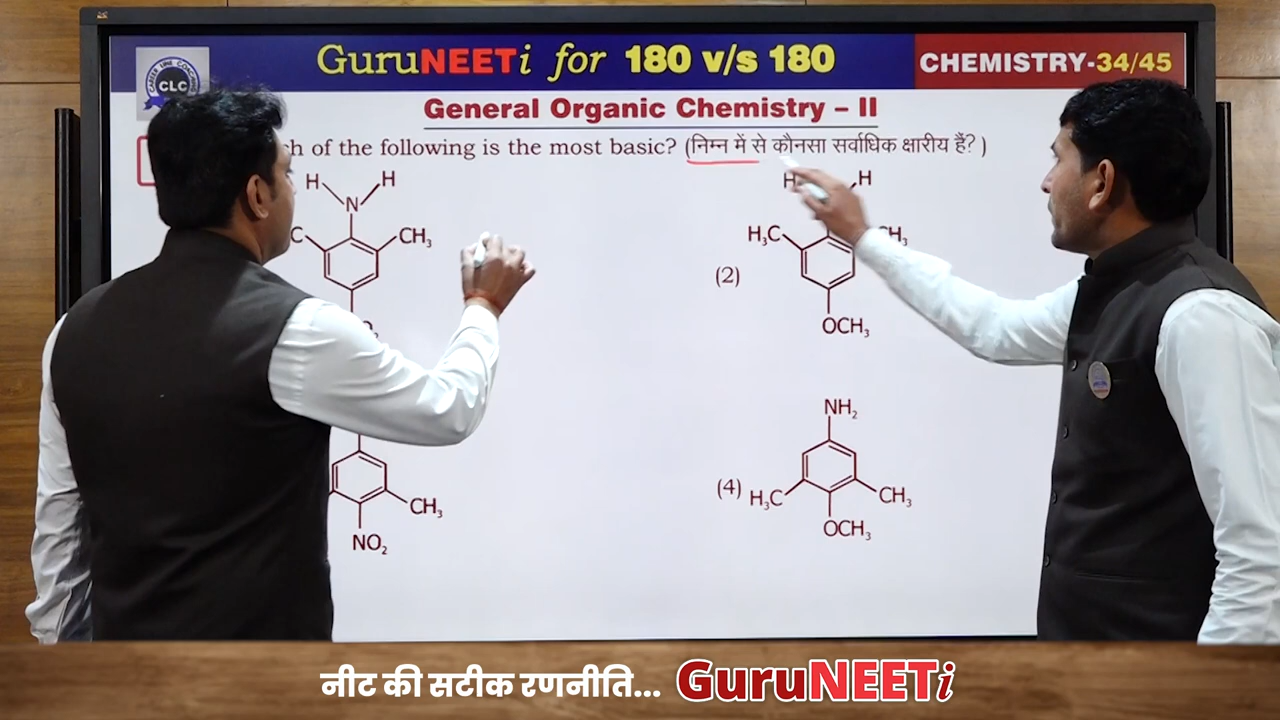 CLC
GuruNEETi for 180 v/s 180
CHEMISTRY-34/45
General Organic Chemistry – II
of the following is the most basic? (निम्न में से कौनसा सर्वाधिक क्षारीय हैं? )
H H
N
CH₃
H
H₃C CH₃
(2)
OCH₃
NH₂
(4) H₃C CH₃
OCH₃
CH₃
NO₂
नीट की सटीक रणनीति... GuruNEETi